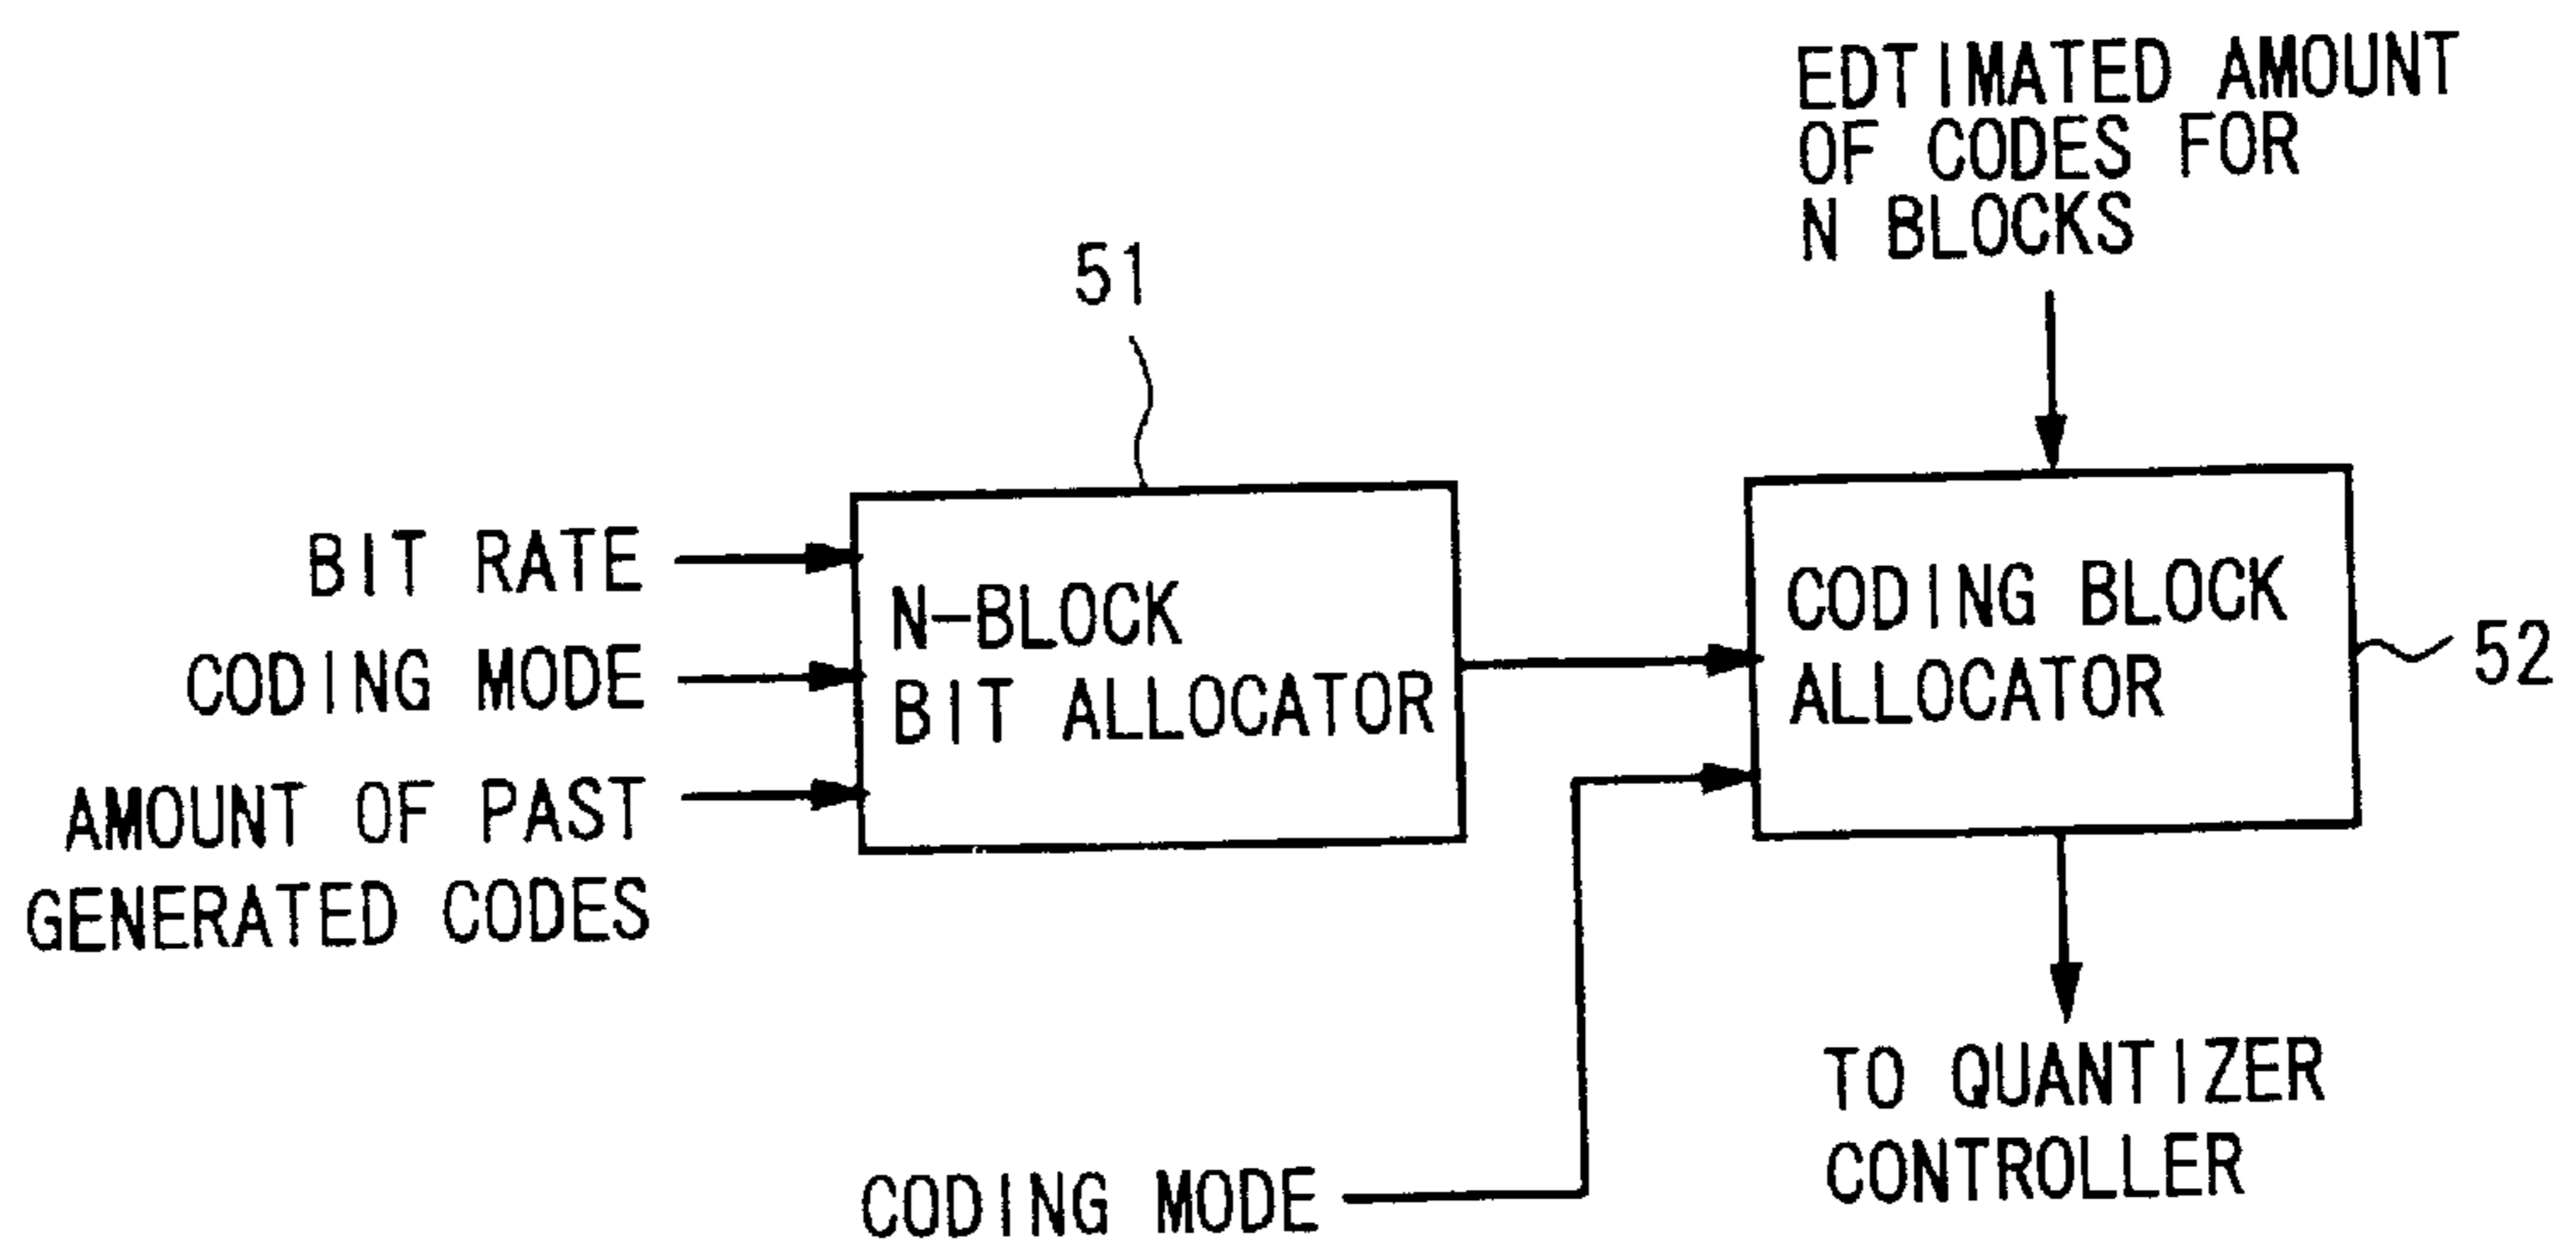 EDTIMATED AMOUNT
OF CODES FOR
N BLOCKS
51
BIT RATE
CODING MODE
AMOUNT OF PAST
GENERATED CODES
N-BLOCK
BIT ALLOCATOR
CODING BLOCK
ALLOCATOR
52
TO QUANTIZER
CONTROLLER
CODING MODE